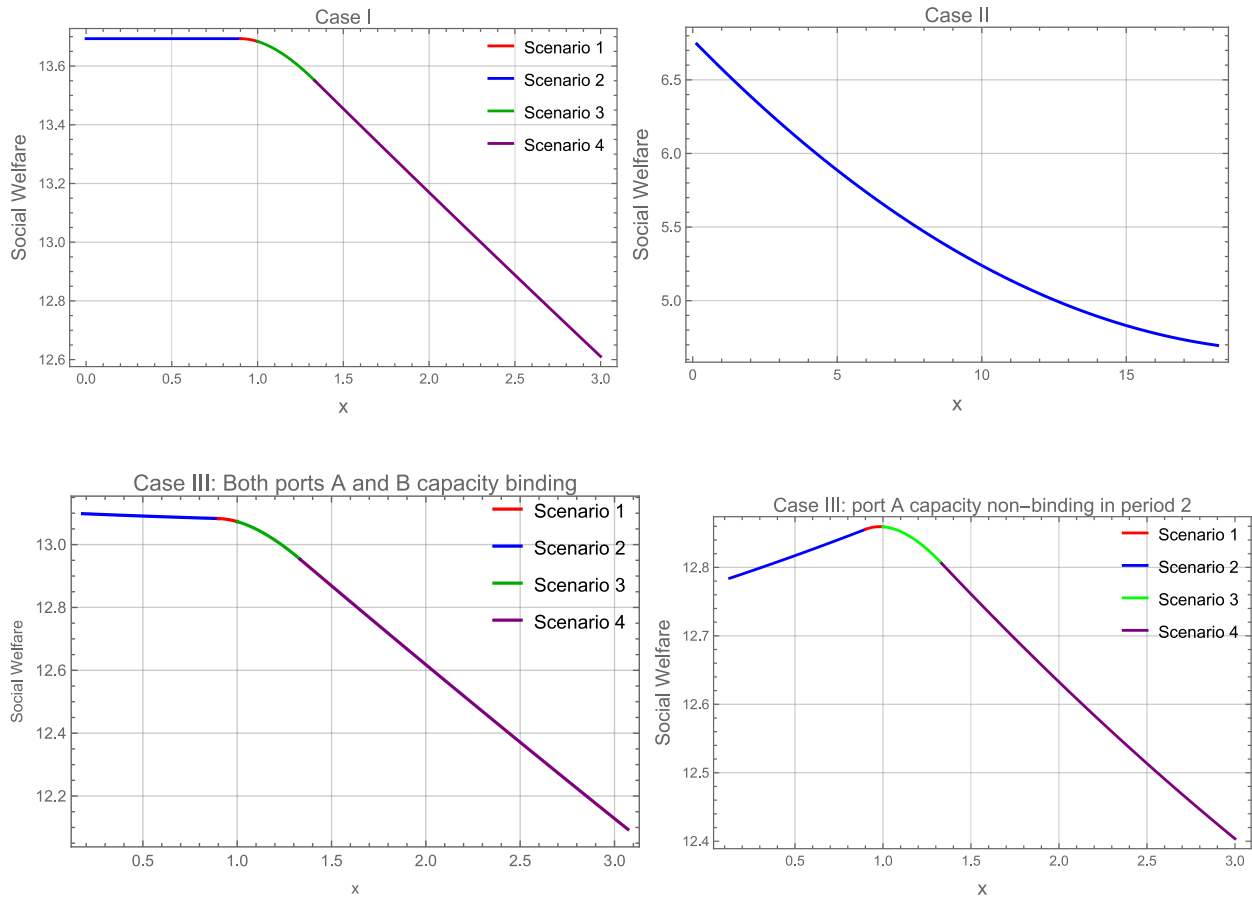 Case I
Social Welfare
13.6
13.4
13.2
13.0
12.8
12.6
0.0 0.5 1.0 1.5 2.0 2.5 3.0
x
Scenario 1
Scenario 2
Scenario 3
Scenario 4
Case II
Social Welfare
6.5
6.0
5.5
5.0
0 5 10 15
x
Case III: Both ports A and B capacity binding
Social Welfare
13.0
12.8
12.6
12.4
12.2
0.5 1.0 1.5 2.0 2.5 3.0
x
Scenario 1
Scenario 2
Scenario 3
Scenario 4
Case III: port A capacity non–binding in period 2
Social Welfare
12.8
12.7
12.6
12.5
12.4
0.5 1.0 1.5 2.0 2.5 3.0
x
Scenario 1
Scenario 2
Scenario 3
Scenario 4